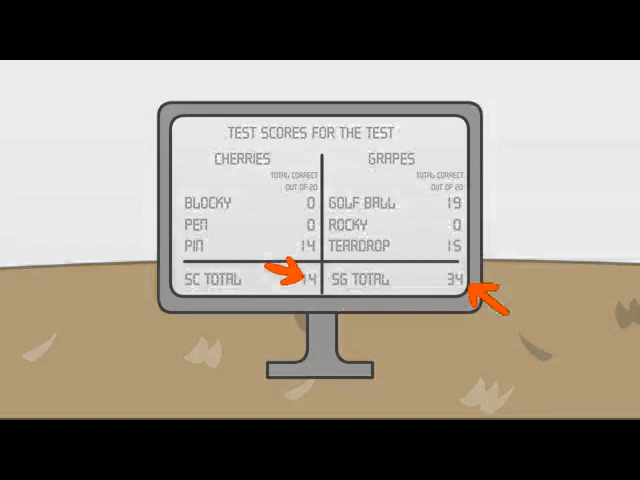 TEST SCORES FOR THE TEST
CHERRIES GRAPES
TOTAL CORRECT TOTAL CORRECT
OUT OF 20 OUT OF 20
BLOCKY 0 GOLF BALL 19
PEN 0 ROCKY 0
PIN 14 TEARDROP 15
SC TOTAL 14 SG TOTAL 34